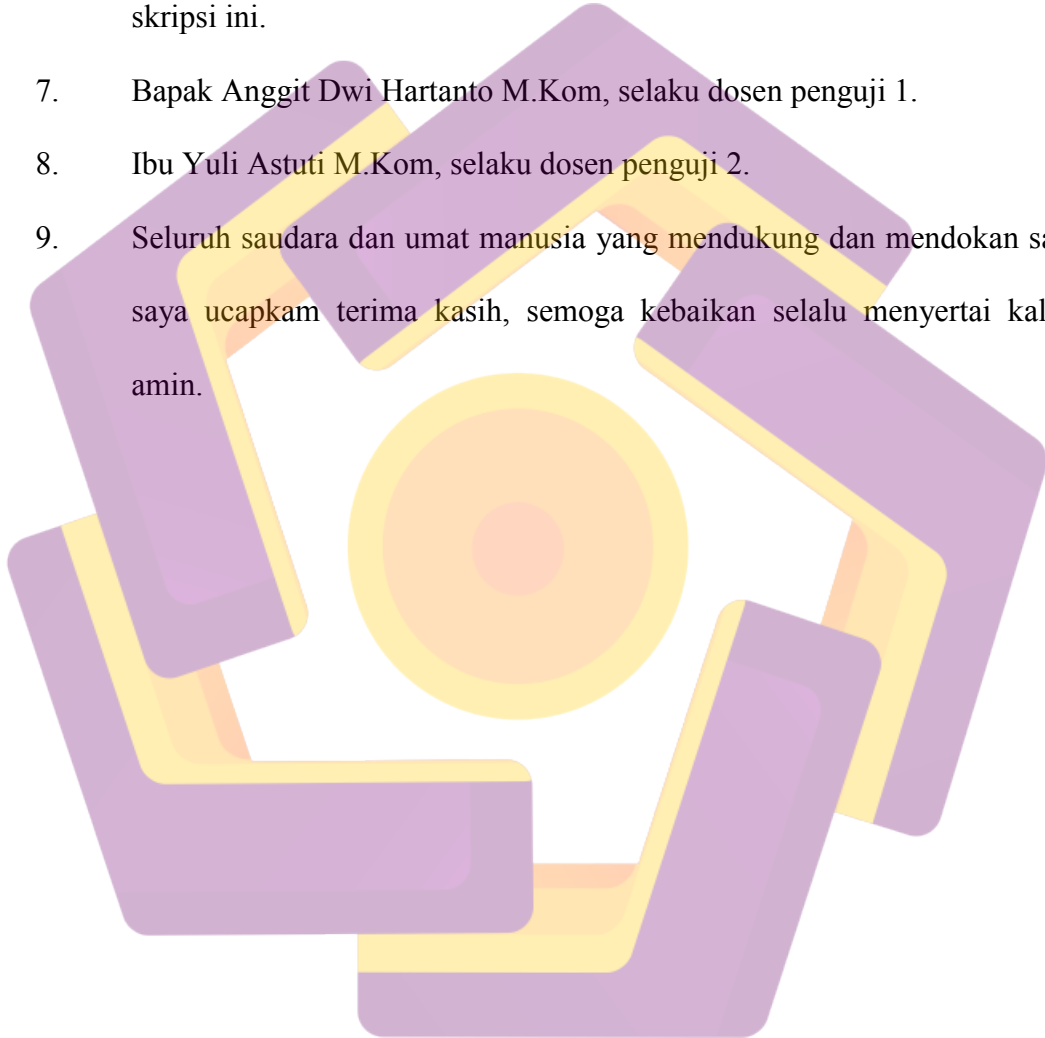 skripsi ini.
7. Bapak Anggit Dwi Hartanto M.Kom, selaku dosen penguji 1.
8. Ibu Yuli Astuti M.Kom, selaku dosen penguji 2.
9. Seluruh saudara dan umat manusia yang mendukung dan mendokan
saya ucapkam terima kasih, semoga kebaikan selalu menyertai
amin.